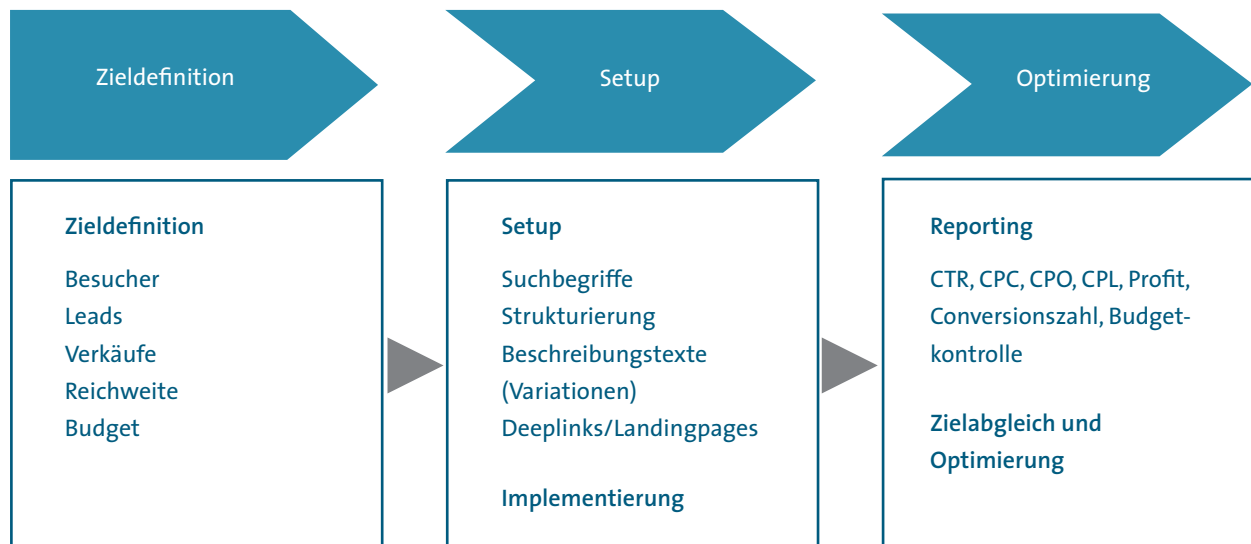 Zieldefinition
Setup
Optimierung
Zieldefinition
Besucher
Leads
Verkäufe
Reichweite
Budget
Setup
Suchbegriffe
Strukturierung
Beschreibungstexte
(Variationen)
Deeplinks/Landingpages
Implementierung
Reporting
CTR, CPC, CPO, CPL, Profit,
Conversionszahl, Budget-
kontrolle
Zielabgleich und
Optimierung